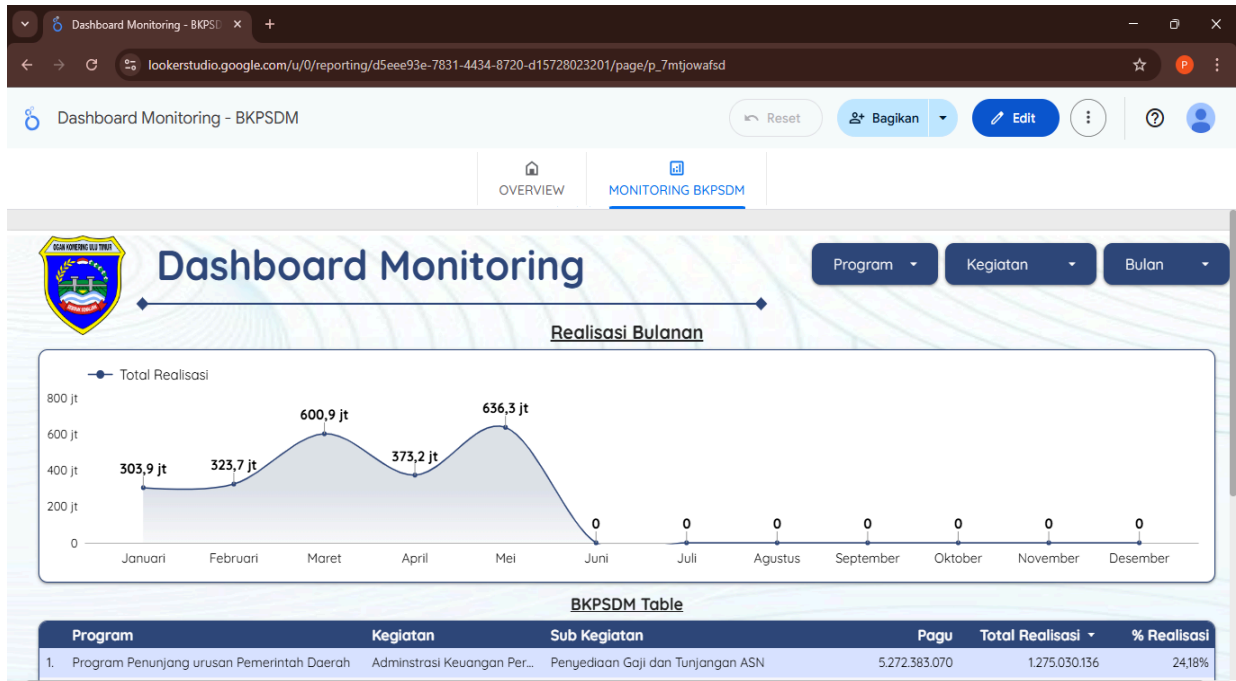 Dashboard Monitoring - BKPSD
lookerstudio.google.com/u/0/reporting/d5eee93e-7831-4434-8720-d15728023201/page/p_7mtjowafsd
P
Dashboard Monitoring - BKPSDM
Reset
Bagikan
Edit
OVERVIEW
MONITORING BKPSDM
OGAN KOMERING ULU TIMUR
Dashboard Monitoring
Program
Kegiatan
Bulan
Realisasi Bulanan
Total Realisasi
800 jt
600 jt
400 jt
200 jt
0
303,9 jt
323,7 jt
600,9 jt
373,2 jt
636,3 jt
0 0 0 0 0 0 0
Januari Februari Maret April Mei Juni Juli Agustus September Oktober November Desember
BKPSDM Table
Program Kegiatan Sub Kegiatan Pagu Total Realisasi % Realisasi
1. Program Penunjang urusan Pemerintah Daerah Adminstrasi Keuangan Per... Penyediaan Gaji dan Tunjangan ASN 5.272.383.070 1.275.030.136 24,18%